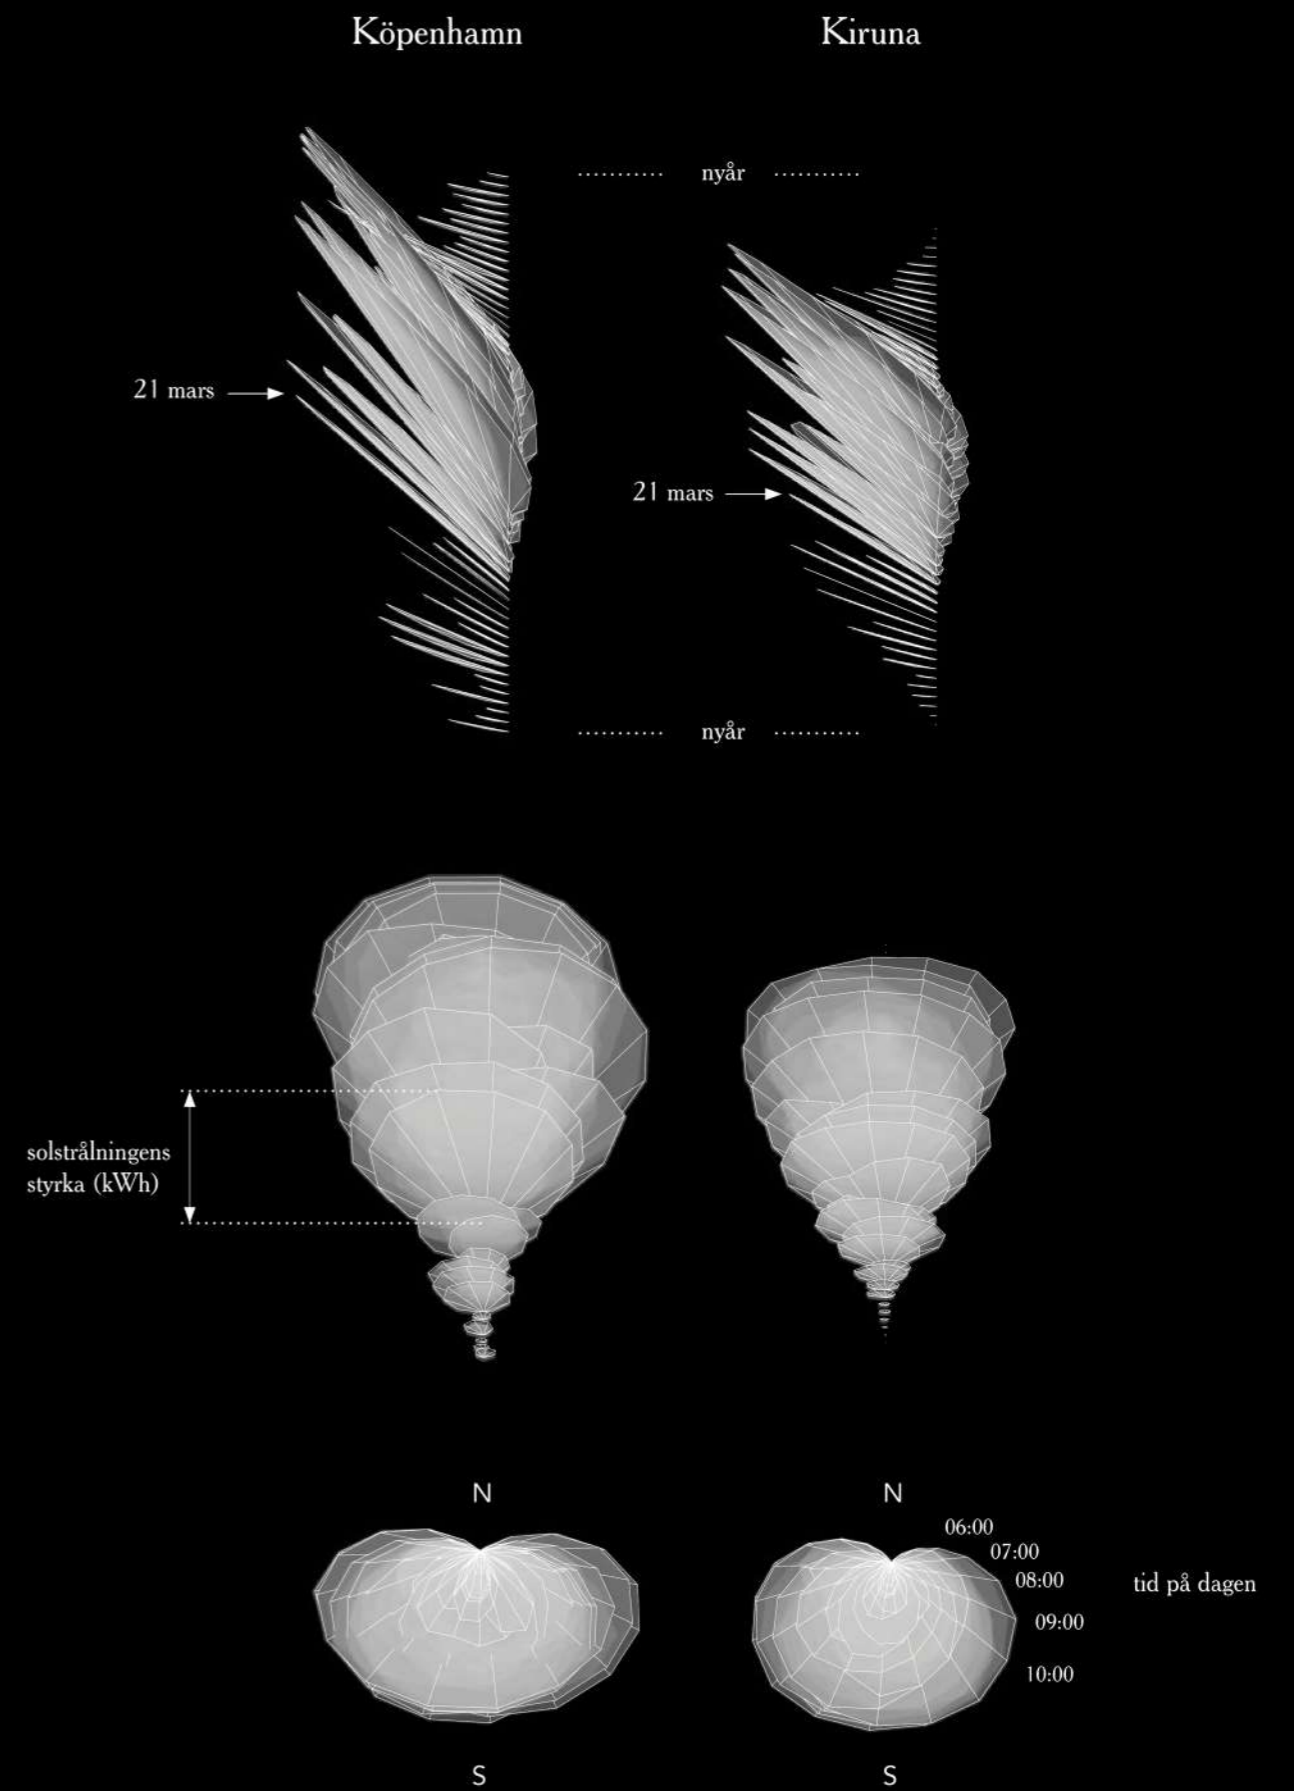 Köpenhamn
Kiruna
nyår
21 mars
21 mars
nyår
solstrålningens
styrka (kWh)
N
N
06:00
07:00
08:00
tid på dagen
09:00
10:00
S
S